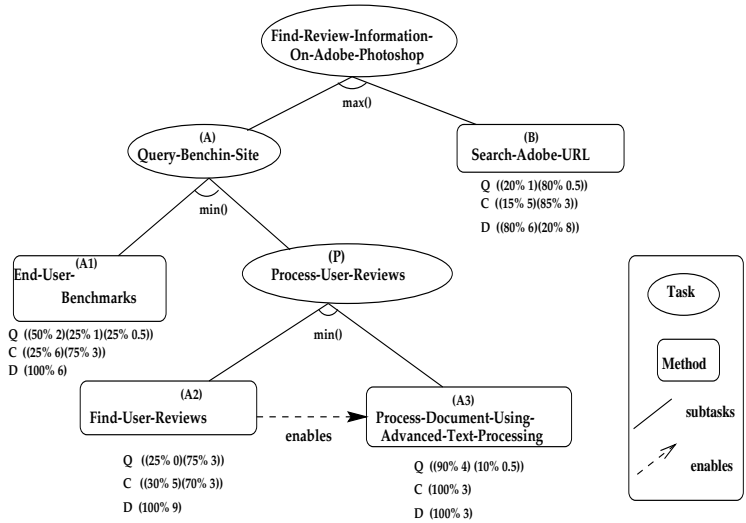 Find-Review-Information-
On-Adobe-Photoshop
max()
(A)
Query-Benchin-Site
(B)
Search-Adobe-URL
Q ((20% 1)(80% 0.5))
C ((15% 5)(85% 3))
D ((80% 6)(20% 8))
min()
(A1)
End-User-
Benchmarks
Q ((50% 2)(25% 1)(25% 0.5))
C ((25% 6)(75% 3))
D (100% 6)
(P)
Process-User-Reviews
min()
(A2)
Find-User-Reviews
Q ((25% 0)(75% 3))
C ((30% 5)(70% 3))
D (100% 9)
enables
(A3)
Process-Document-Using-
Advanced-Text-Processing
Q ((90% 4) (10% 0.5))
C (100% 3)
D (100% 3)
Task
Method
subtasks
enables